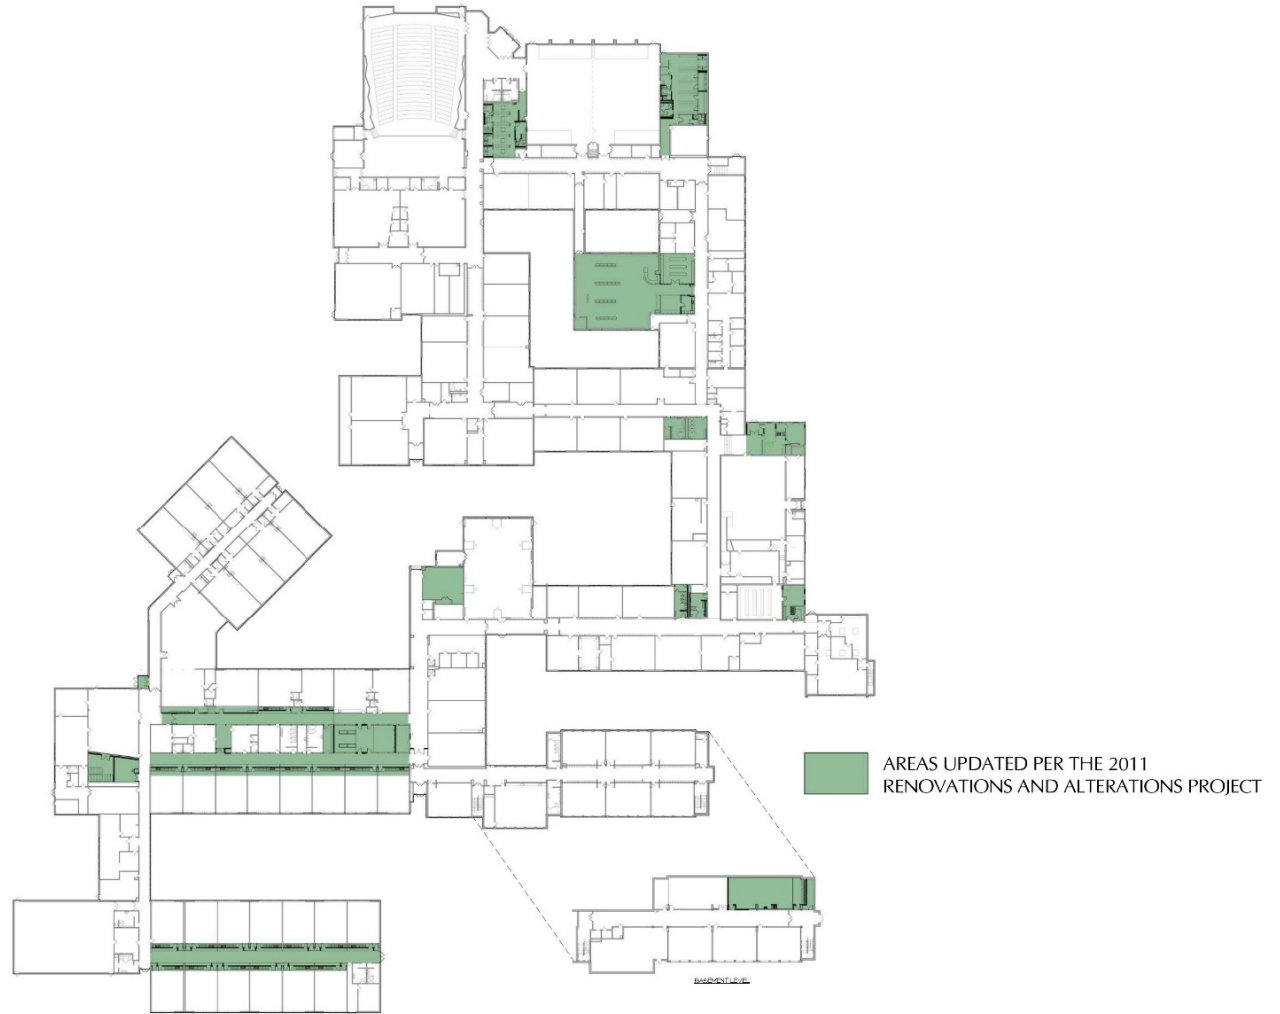 AREAS UPDATED PER THE 2011
RENOVATIONS AND ALTERATIONS PROJECT
BASEMENT LEVEL